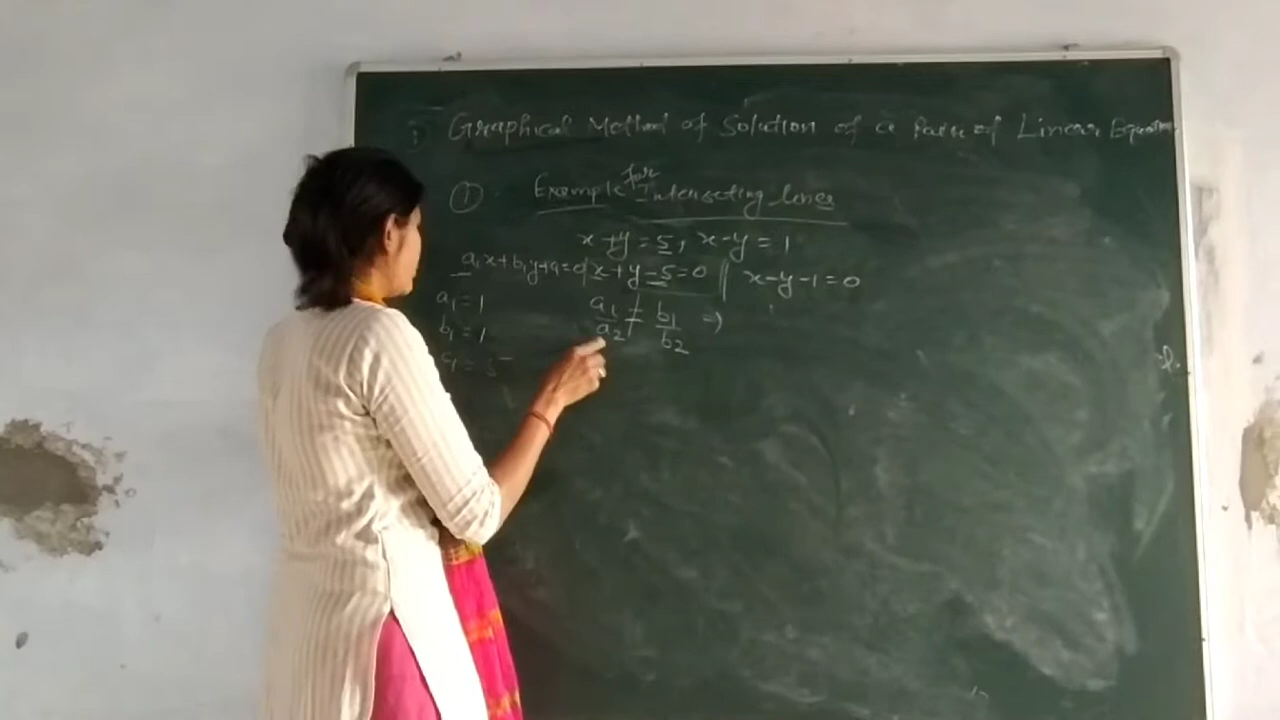 Graphical Method of Solution of a Pair of Linear Equation
① Example For Intersecting lines
x+y=5, x-y=1
a₁x+b₁y+c₁=0 x+y-5=0 || x-y-1=0
a₁=1
b₁=1
c₁=5
a₁/a₂ ≠ b₁/b₂ ⇒